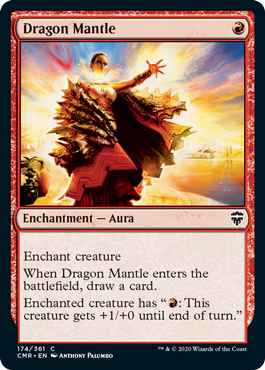 Dragon Mantle
Enchantment — Aura
Enchant creature
When Dragon Mantle enters the
battlefield, draw a card.
Enchanted creature has “🔴: This
creature gets +1/+0 until end of turn.”
174/361 C
CMR • EN Anthony Palumbo
™ & © 2020 Wizards of the Coast